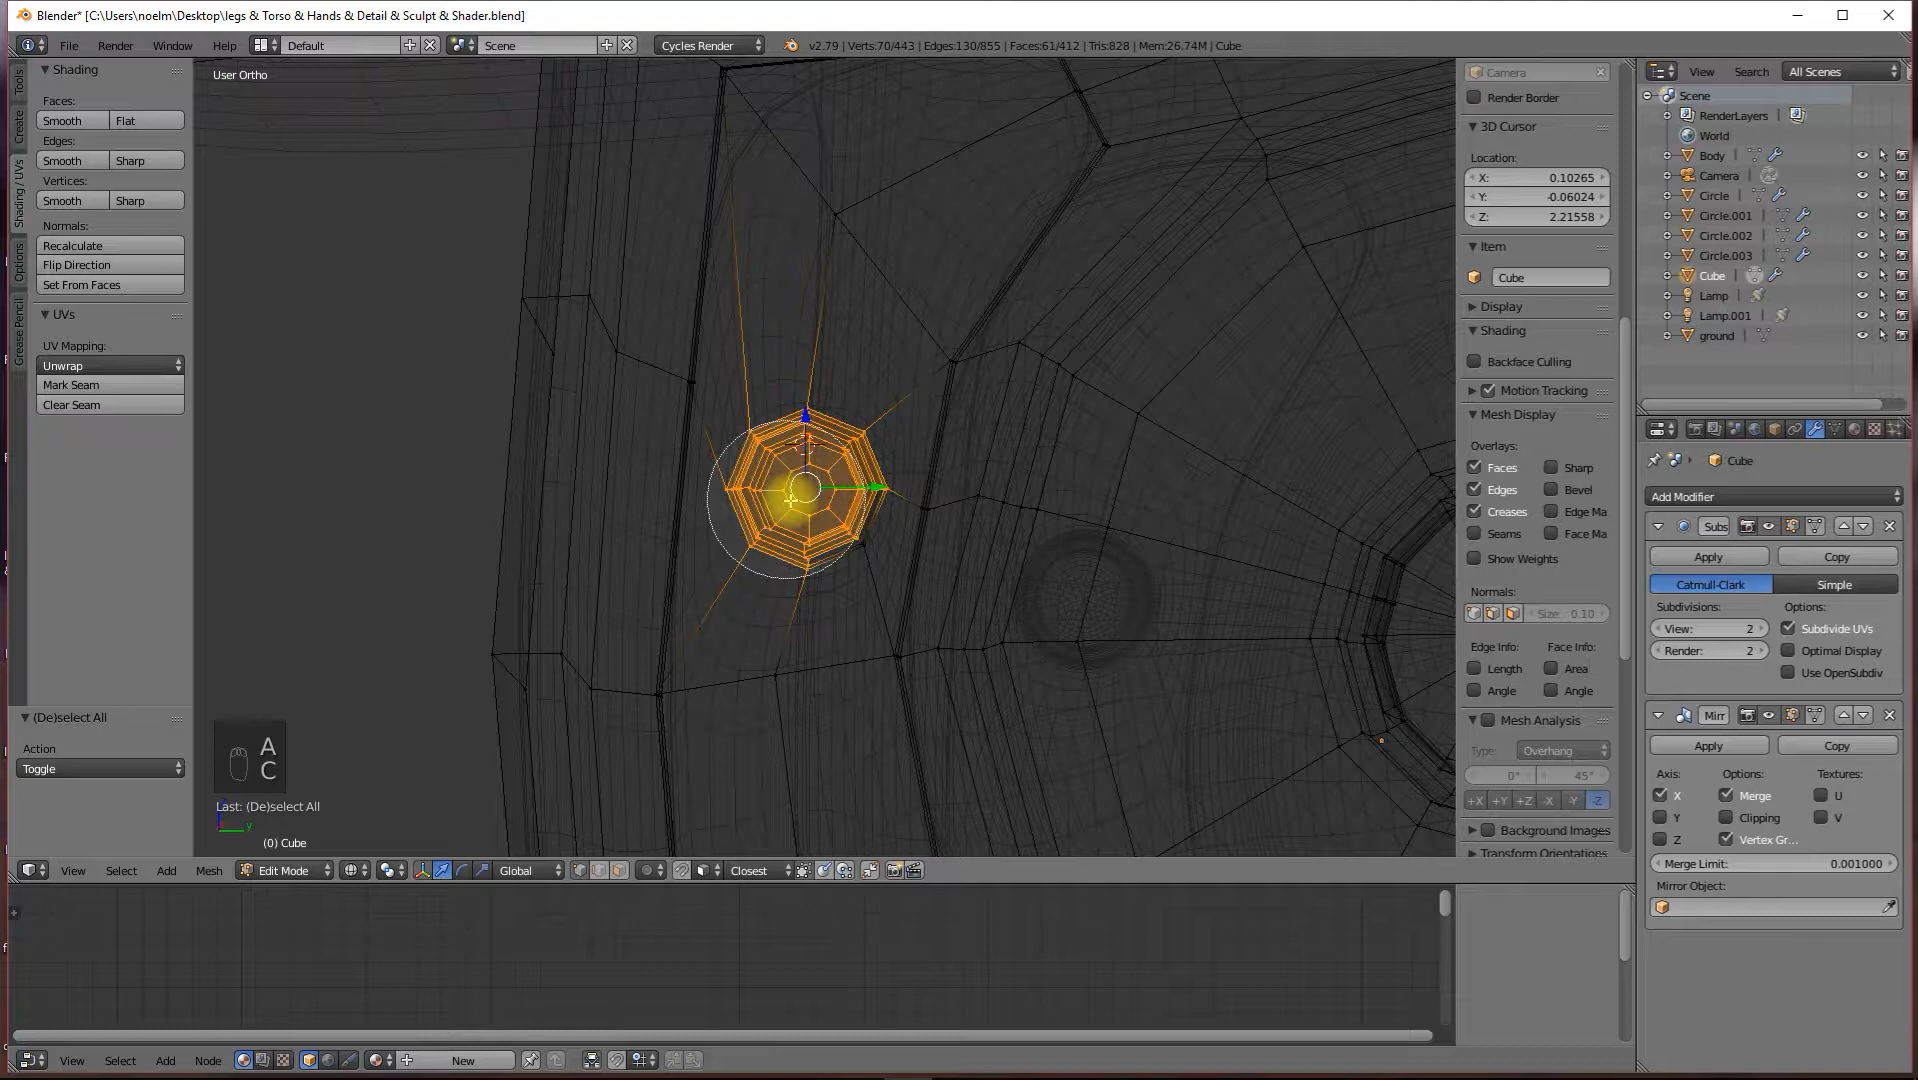 Blender* [C:\Users\noelm\Desktop\legs & Torso & Hands & Detail & Sculpt & Shader.blend]
File Render Window Help Default Scene Cycles Render v2.79 | Verts:70/443 | Edges:130/855 | Faces:61/412 | Tris:828 | Mem:26.74M | Cube
Tools
Create
Shading / UVs
Options
Grease Pencil
Shading
Faces:
Smooth Flat
Edges:
Smooth Sharp
Vertices:
Smooth Sharp
Normals:
Recalculate
Flip Direction
Set From Faces
UVs
UV Mapping:
Unwrap
Mark Seam
Clear Seam
(De)select All
Action
Toggle
User Ortho
A
C
Last: (De)select All
y
(0) Cube
Camera
Render Border
3D Cursor
Location:
X: 0.10265
Y: -0.06024
Z: 2.21558
Item
Cube
Display
Shading
Backface Culling
Motion Tracking
Mesh Display
Overlays:
Faces Sharp
Edges Bevel
Creases Edge Ma
Seams Face Ma
Show Weights
Normals:
Size: 0.10
Edge Info: Face Info:
Length Area
Angle Angle
Mesh Analysis
Type: Overhang
0° 45°
+X +Y +Z -X -Y -Z
Background Images
Transform Orientations
View Search All Scenes
Scene
RenderLayers
World
Body
Camera
Circle
Circle.001
Circle.002
Circle.003
Cube
Lamp
Lamp.001
ground
Cube
Add Modifier
Subs
Apply Copy
Catmull-Clark Simple
Subdivisions: Options:
View: 2 Subdivide UVs
Render: 2 Optimal Display
Use OpenSubdiv
Mirr
Apply Copy
Axis: Options: Textures:
X Merge U
Y Clipping V
Z Vertex Gr...
Merge Limit: 0.001000
Mirror Object:
View Select Add Mesh Edit Mode Global Closest
View Select Add Node New